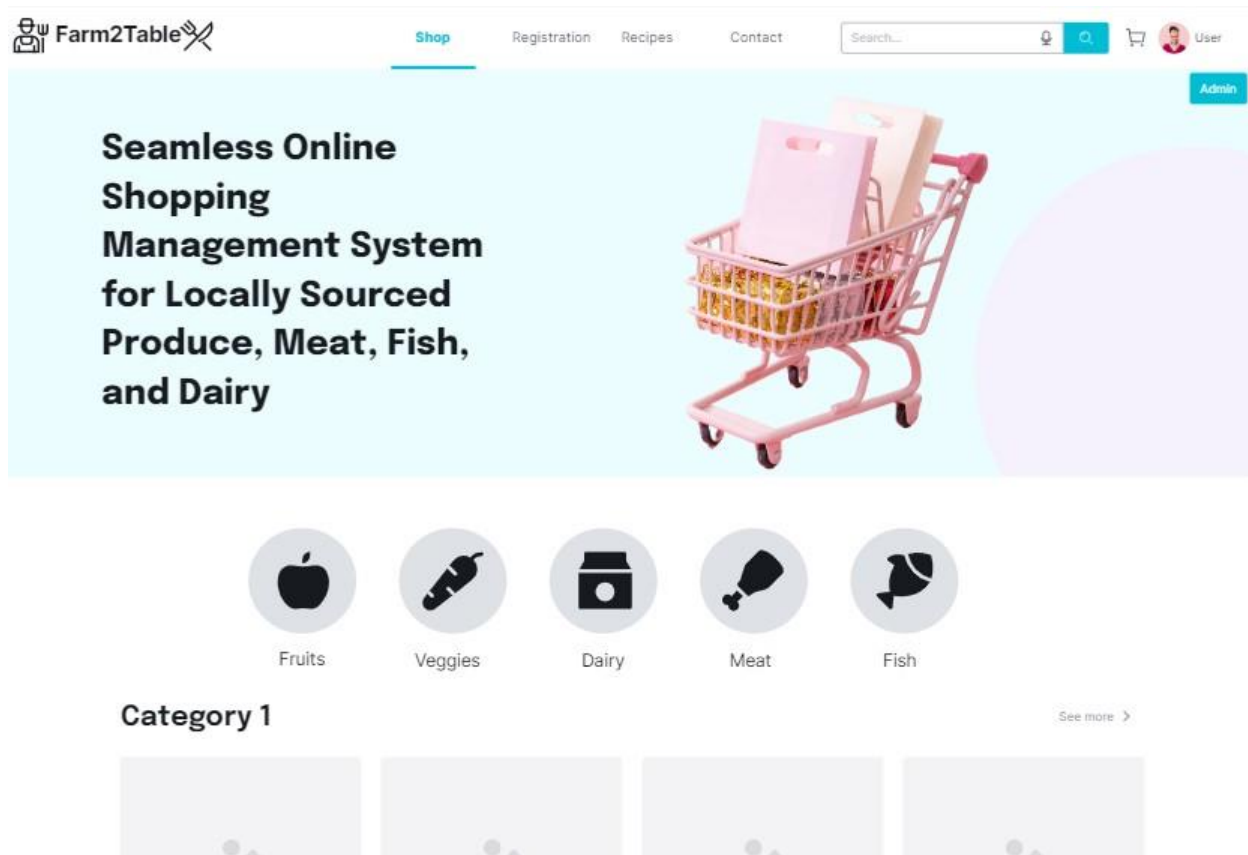 Farm2Table
Shop
Registration
Recipes
Contact
Search...
User
Admin
Seamless Online
Shopping
Management System
for Locally Sourced
Produce, Meat, Fish,
and Dairy
Fruits
Veggies
Dairy
Meat
Fish
Category 1
See more